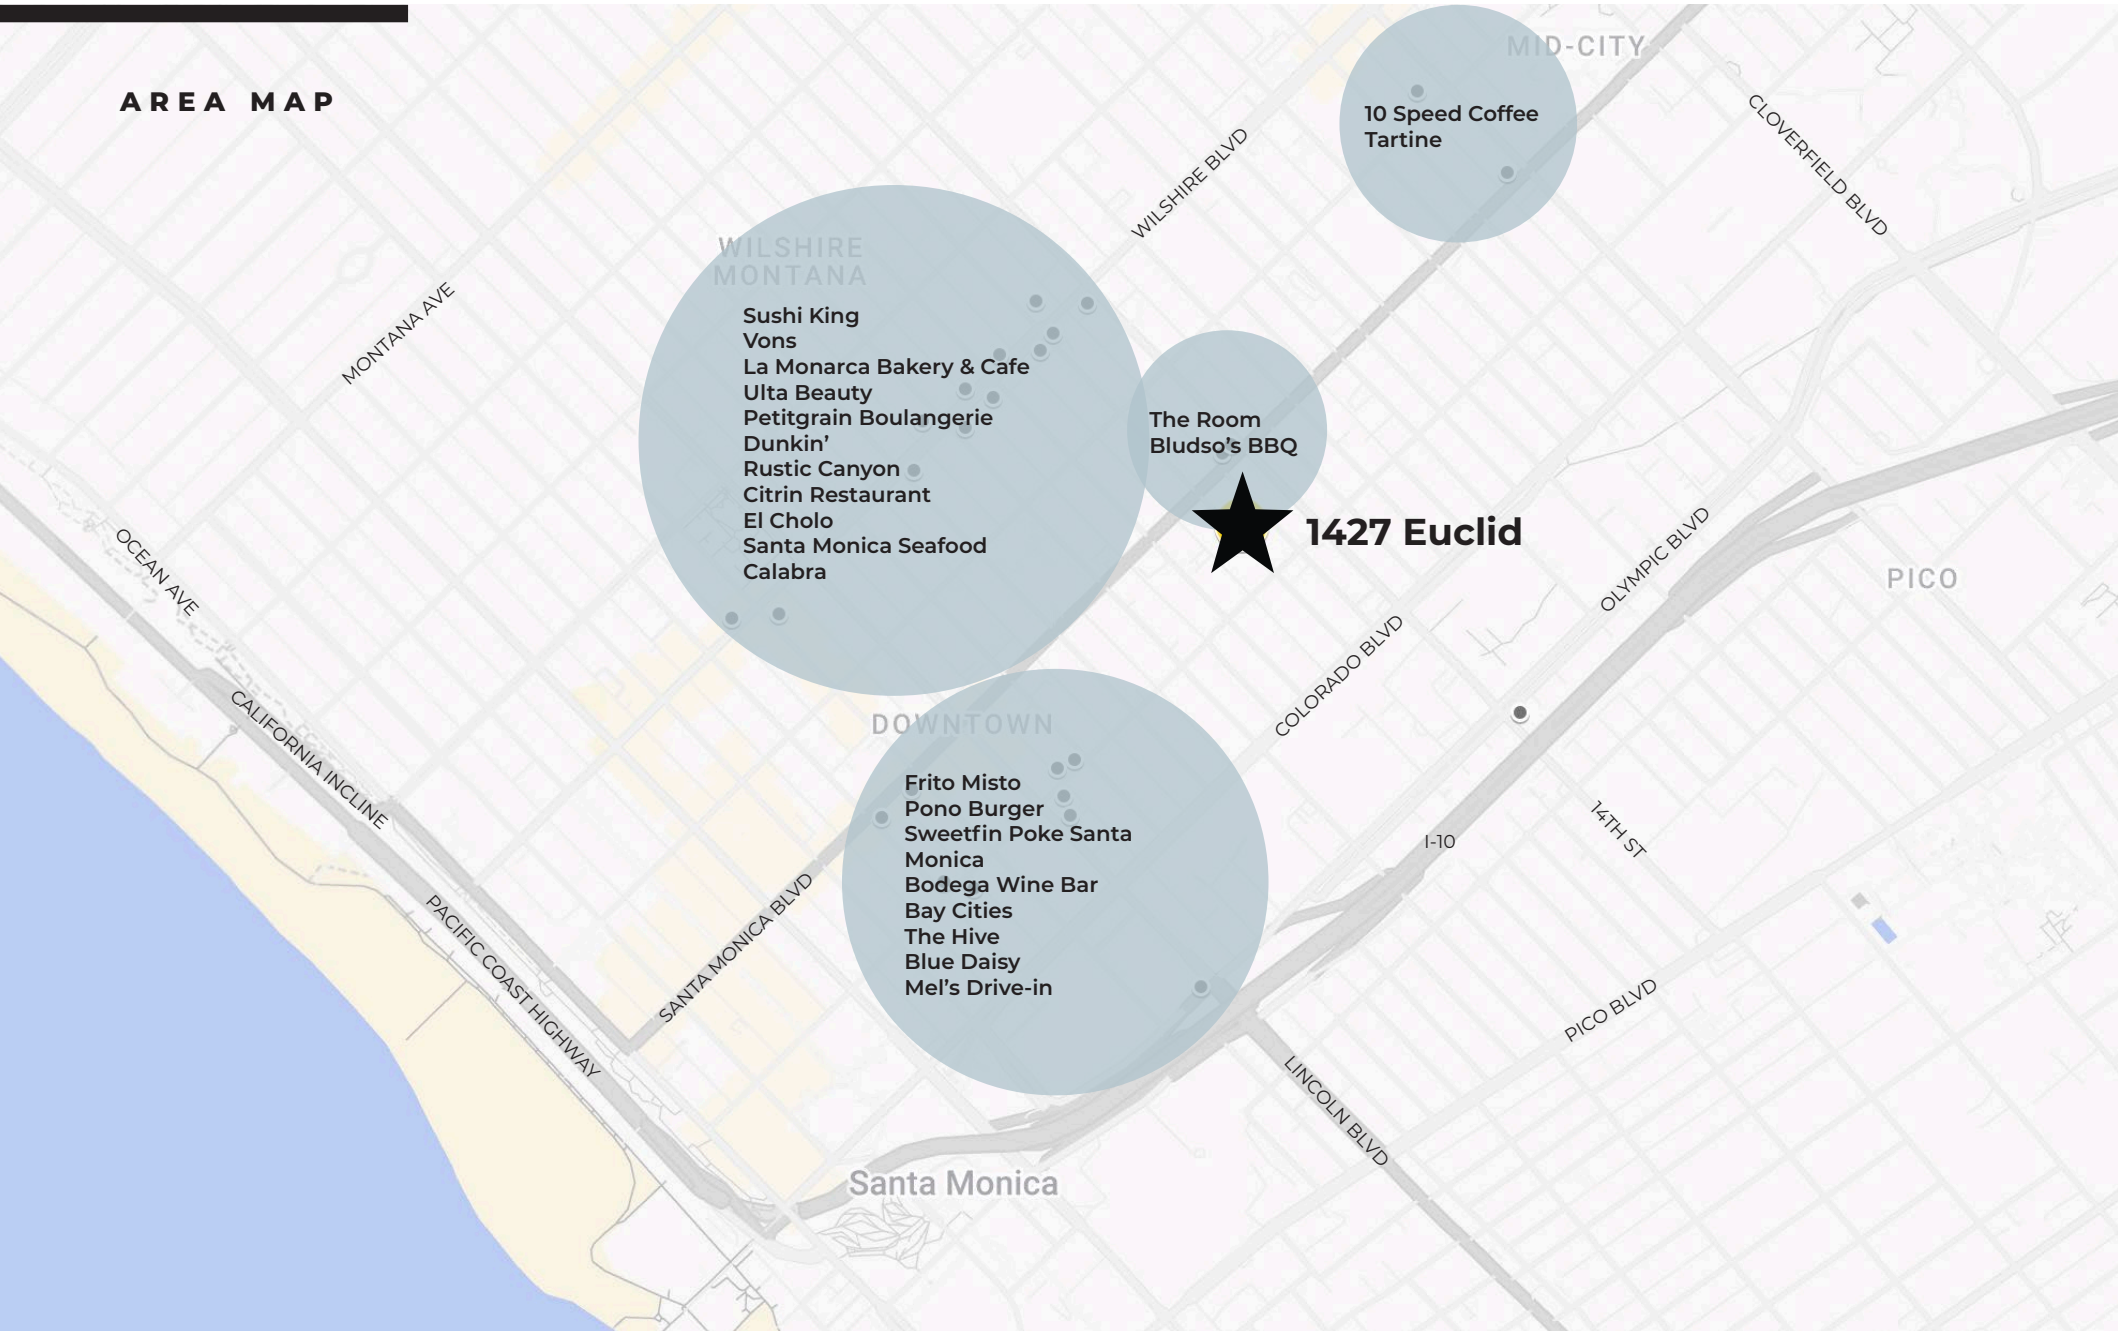 AREA MAP
MID-CITY
10 Speed Coffee
Tartine
CLOVERFIELD BLVD
WILSHIRE BLVD
WILSHIRE
MONTANA
MONTANA AVE
Sushi King
Vons
La Monarca Bakery & Cafe
Ulta Beauty
Petitgrain Boulangerie
Dunkin’
Rustic Canyon
Citrin Restaurant
El Cholo
Santa Monica Seafood
Calabra
The Room
Bludso’s BBQ
1427 Euclid
OCEAN AVE
OLYMPIC BLVD
PICO
COLORADO BLVD
CALIFORNIA INCLINE
DOWNTOWN
Frito Misto
Pono Burger
Sweetfin Poke Santa
Monica
Bodega Wine Bar
Bay Cities
The Hive
Blue Daisy
Mel’s Drive-in
14TH ST
I-10
SANTA MONICA BLVD
PACIFIC COAST HIGHWAY
PICO BLVD
LINCOLN BLVD
Santa Monica